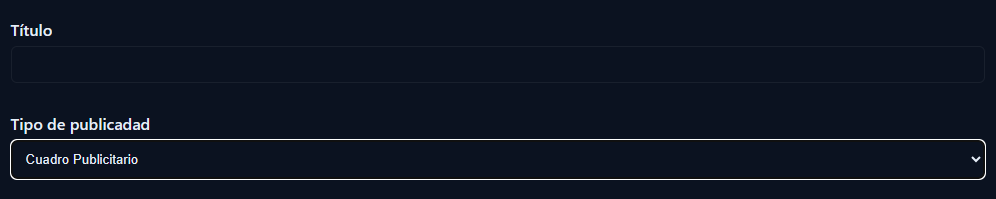 Título
Tipo de publicadad
Cuadro Publicitario